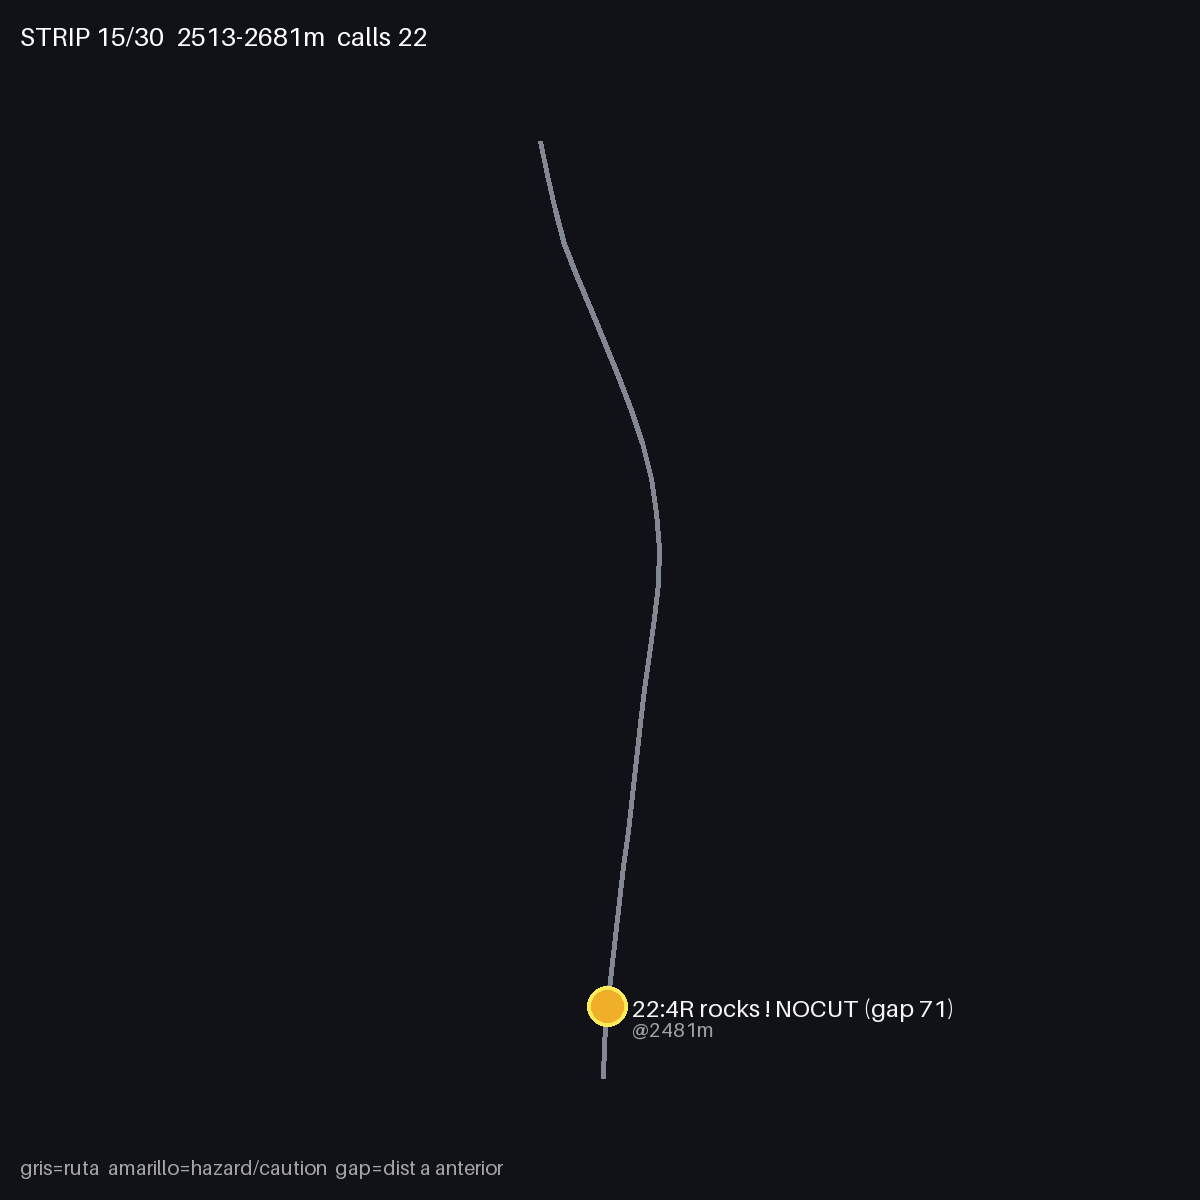 STRIP 15/30  2513-2681m  calls 22
22:4R rocks ! NOCUT (gap 71)
@2481m
gris=ruta  amarillo=hazard/caution  gap=dist a anterior